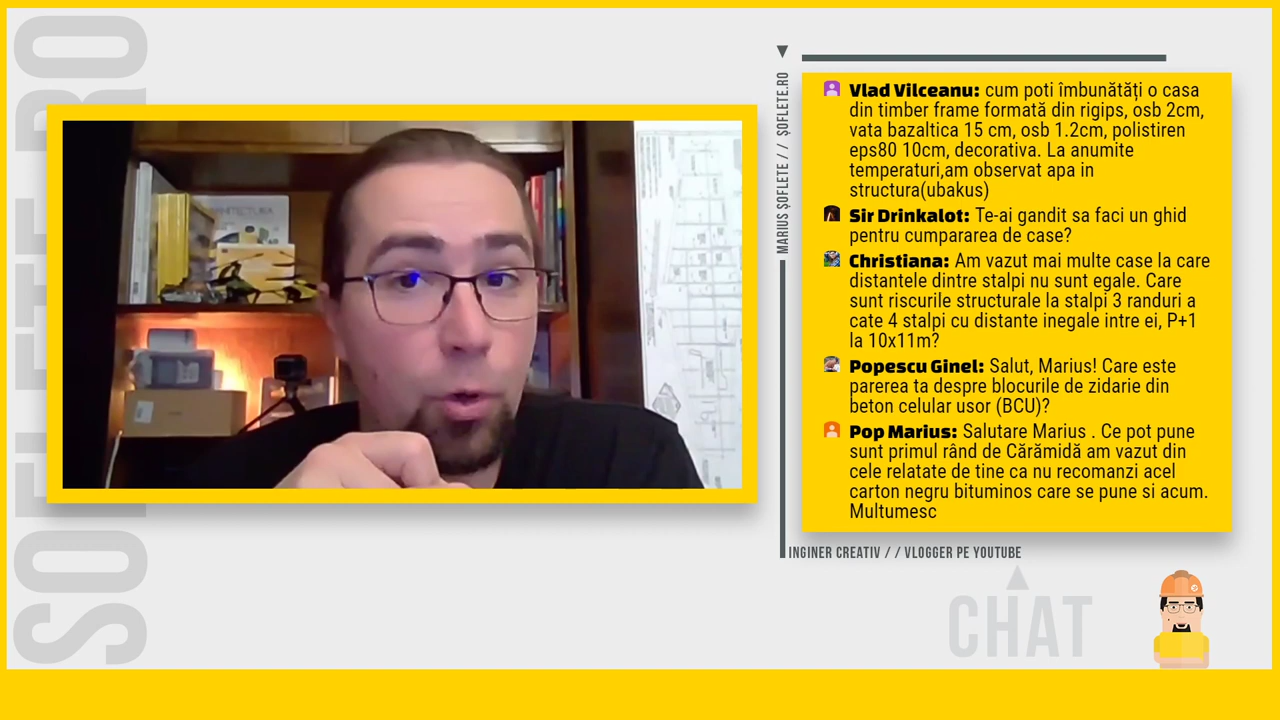 SOFLETE.RO
ARHITECTURA
MARIUS ȘOFLETE // ȘOFLETE.RO
Vlad Vilceanu: cum poti îmbunătăți o casa
din timber frame formată din rigips, osb 2cm,
vata bazaltica 15 cm, osb 1.2cm, polistiren
eps80 10cm, decorativa. La anumite
temperaturi,am observat apa in
structura(ubakus)
Sir Drinkalot: Te-ai gandit sa faci un ghid
pentru cumpararea de case?
Christiana: Am vazut mai multe case la care
distantele dintre stalpi nu sunt egale. Care
sunt riscurile structurale la stalpi 3 randuri a
cate 4 stalpi cu distante inegale intre ei, P+1
la 10x11m?
Popescu Ginel: Salut, Marius! Care este
parerea ta despre blocurile de zidarie din
beton celular usor (BCU)?
Pop Marius: Salutare Marius . Ce pot pune
sunt primul rând de Cărămidă am vazut din
cele relatate de tine ca nu recomanzi acel
carton negru bituminos care se pune si acum.
Multumesc
INGINER CREATIV // VLOGGER PE YOUTUBE
CHAT